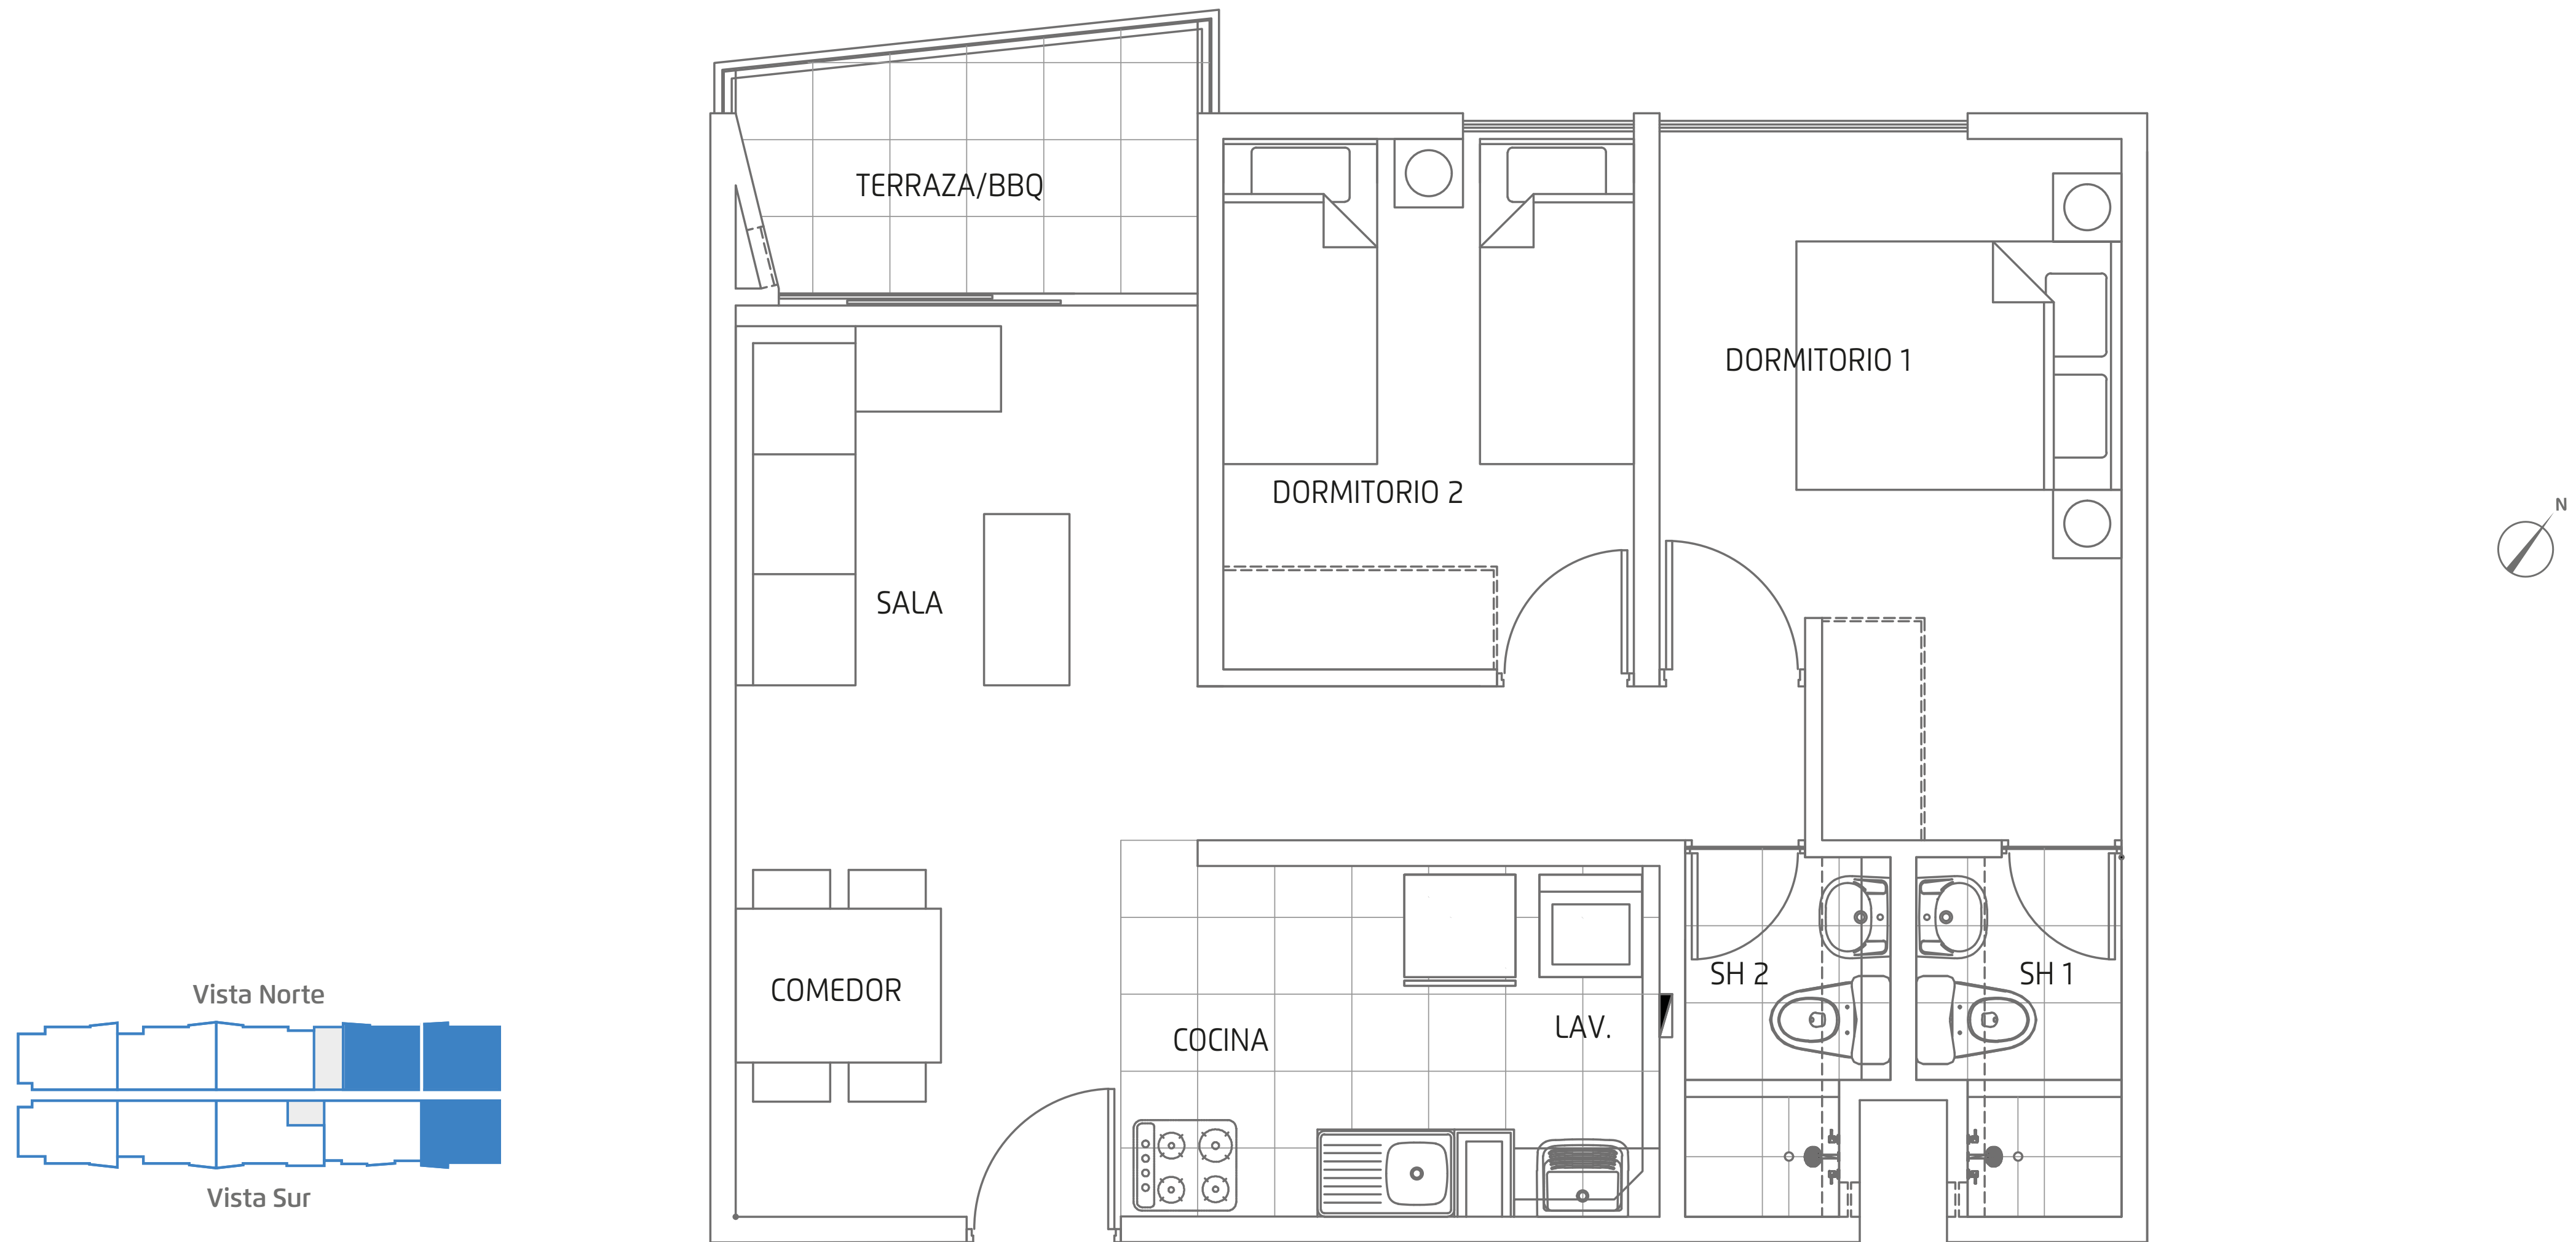 TERRAZA/BBQ
DORMITORIO 1
DORMITORIO 2
N
SALA
SH 2
SH 1
COMEDOR
COCINA
LAV.
Vista Norte
Vista Sur